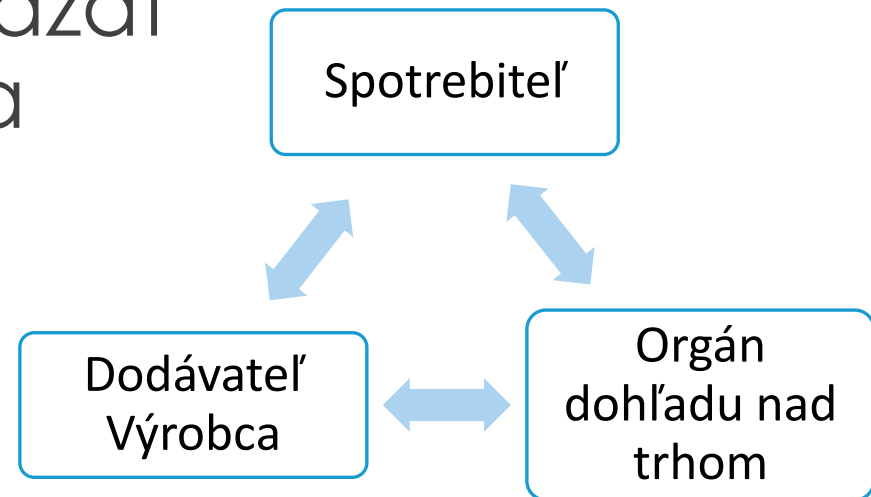 Spotrebiteľ
Dodávateľ
Výrobca
Orgán
dohľadu nad
trhom